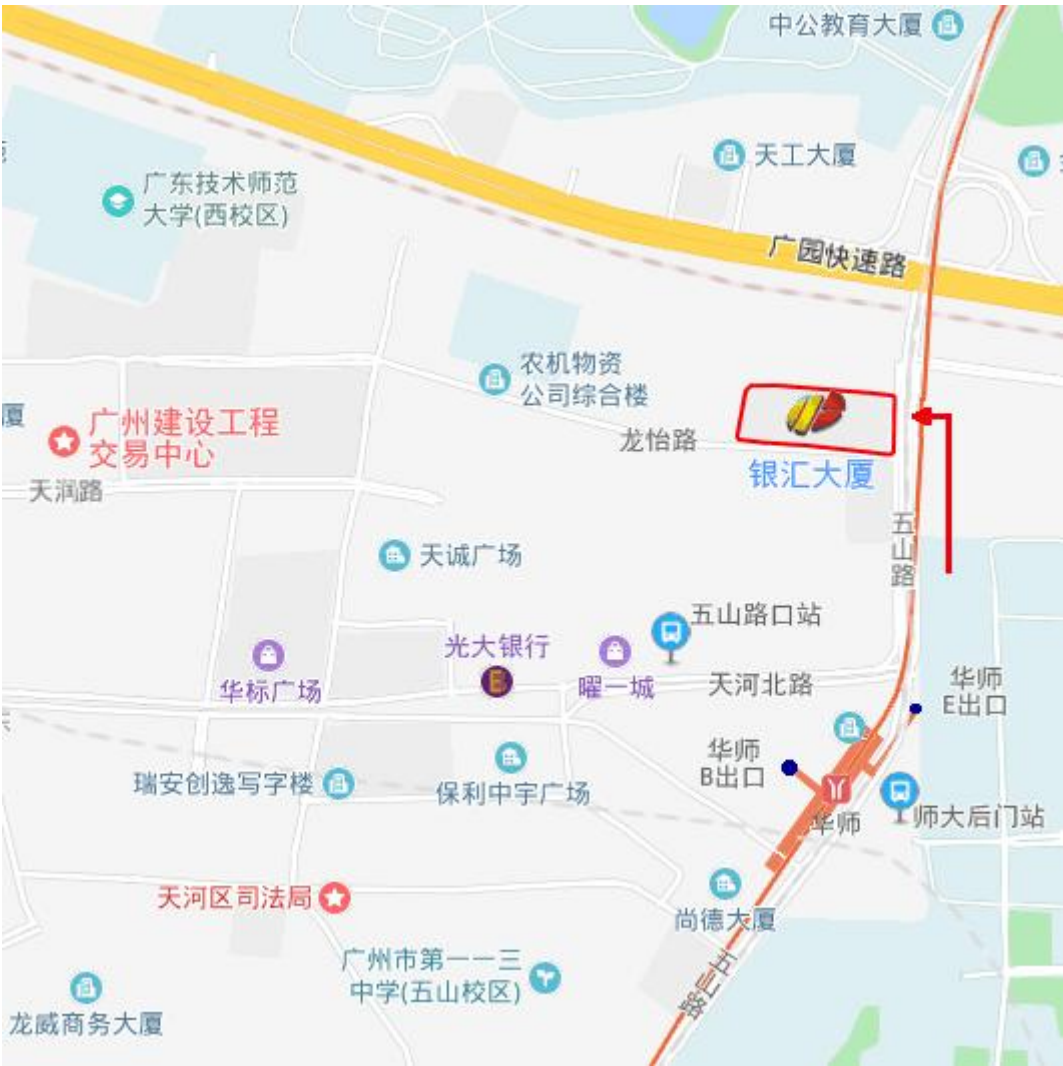 中公教育大厦
天工大厦
广东技术师范
大学(西校区)
广园快速路
农机物资
公司综合楼
厦
广州建设工程
交易中心
龙怡路
银汇大厦
天润路
五山路
天诚广场
五山路口站
光大银行
E
华标广场
曜一城
天河北路
华师
E出口
华师
B出口
瑞安创逸写字楼
保利中宇广场
华师
师大后门站
天河区司法局
尚德大厦
广州市第一一三
中学(五山校区)
五山路
龙威商务大厦